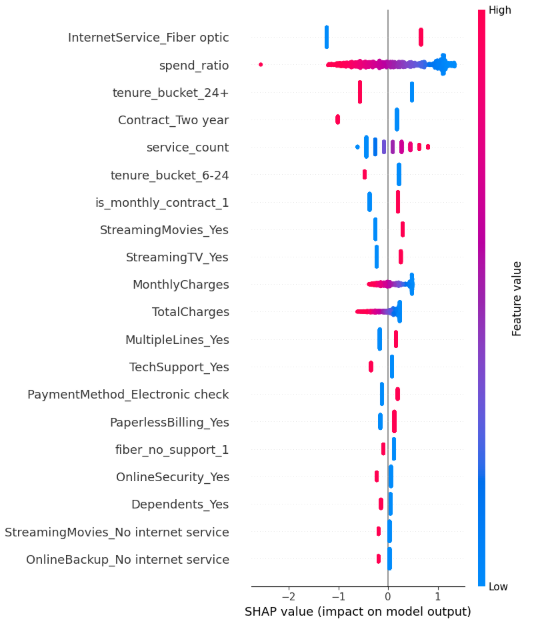 High
InternetService_Fiber optic
spend_ratio
tenure_bucket_24+
Contract_Two year
service_count
tenure_bucket_6-24
is_monthly_contract_1
StreamingMovies_Yes
StreamingTV_Yes
MonthlyCharges
TotalCharges
MultipleLines_Yes
TechSupport_Yes
PaymentMethod_Electronic check
PaperlessBilling_Yes
fiber_no_support_1
OnlineSecurity_Yes
Dependents_Yes
StreamingMovies_No internet service
OnlineBackup_No internet service
Feature value
Low
−2 −1 0 1
SHAP value (impact on model output)